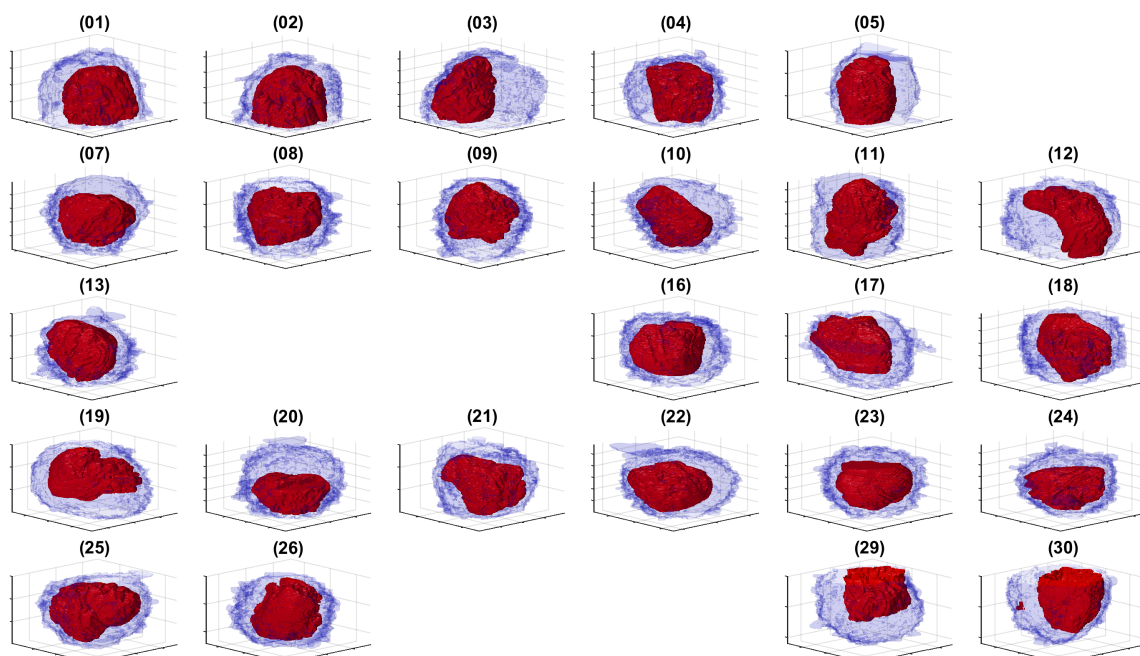 (01) (02) (03) (04) (05)
(07) (08) (09) (10) (11) (12)
(13) (16) (17) (18)
(19) (20) (21) (22) (23) (24)
(25) (26) (29) (30)